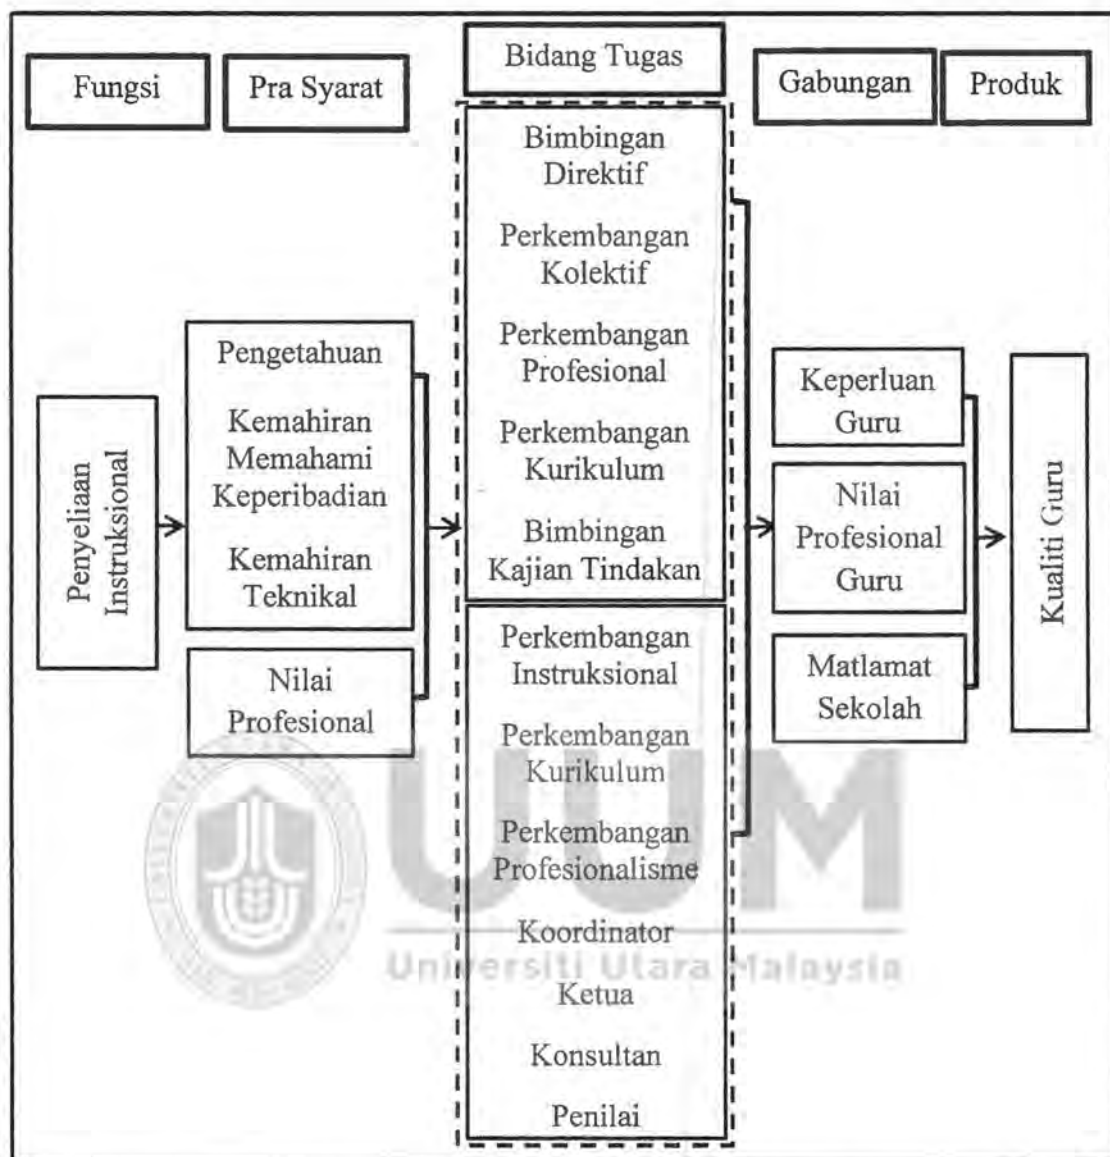 Fungsi
Pra Syarat
Bidang Tugas
Gabungan
Produk
Penyeliaan
Instruksional
Pengetahuan
Kemahiran
Memahami
Keperibadian
Kemahiran
Teknikal
Nilai
Profesional
Bimbingan
Direktif
Perkembangan
Kolektif
Perkembangan
Profesional
Perkembangan
Kurikulum
Bimbingan
Kajian Tindakan
Perkembangan
Instruksional
Perkembangan
Kurikulum
Perkembangan
Profesionalisme
Koordinator
Ketua
Konsultan
Penilai
Keperluan
Guru
Nilai
Profesional
Guru
Matlamat
Sekolah
Kualiti Guru
UUM
Universiti Utara Malaysia